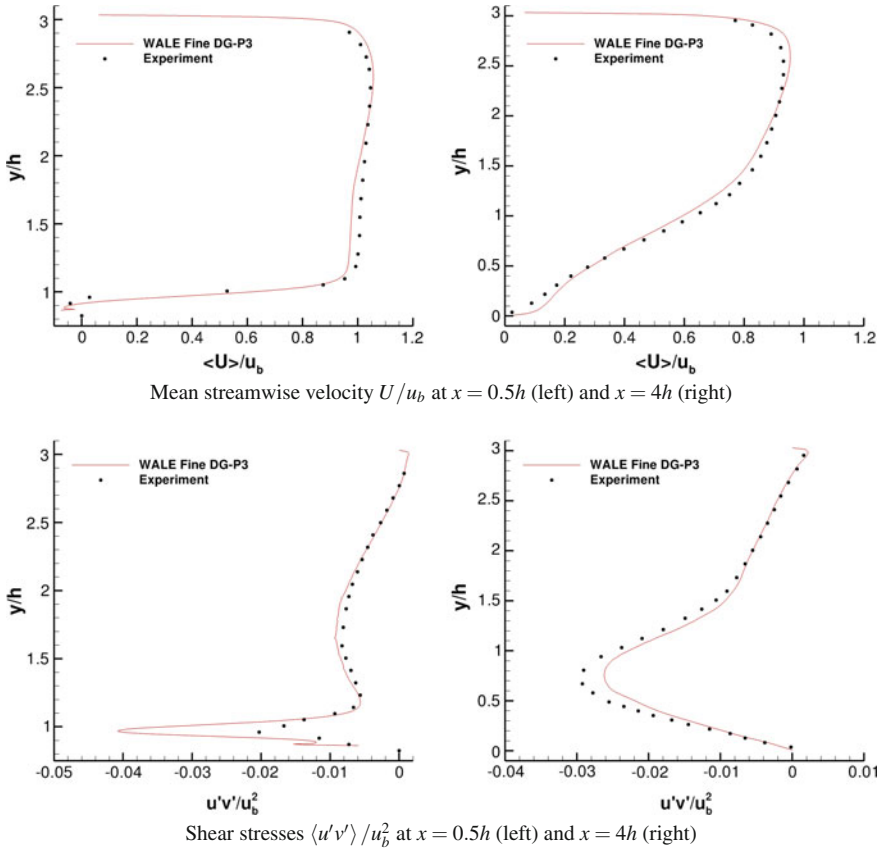 3
2.5
2
1.5
1
y/h
WALE Fine DG-P3
Experiment
0 0.2 0.4 0.6 0.8 1 1.2
<U>/u_b
3
2.5
2
1.5
1
0.5
0
y/h
WALE Fine DG-P3
Experiment
0 0.2 0.4 0.6 0.8 1 1.2
<U>/u_b
Mean streamwise velocity U/u_b at x = 0.5h (left) and x = 4h (right)
3
2.5
2
1.5
1
y/h
WALE Fine DG-P3
Experiment
-0.05 -0.04 -0.03 -0.02 -0.01 0
u'v'/u_b^2
3
2.5
2
1.5
1
0.5
0
y/h
WALE Fine DG-P3
Experiment
-0.04 -0.03 -0.02 -0.01 0 0.01
u'v'/u_b^2
Shear stresses ⟨u'v'⟩/u_b^2 at x = 0.5h (left) and x = 4h (right)